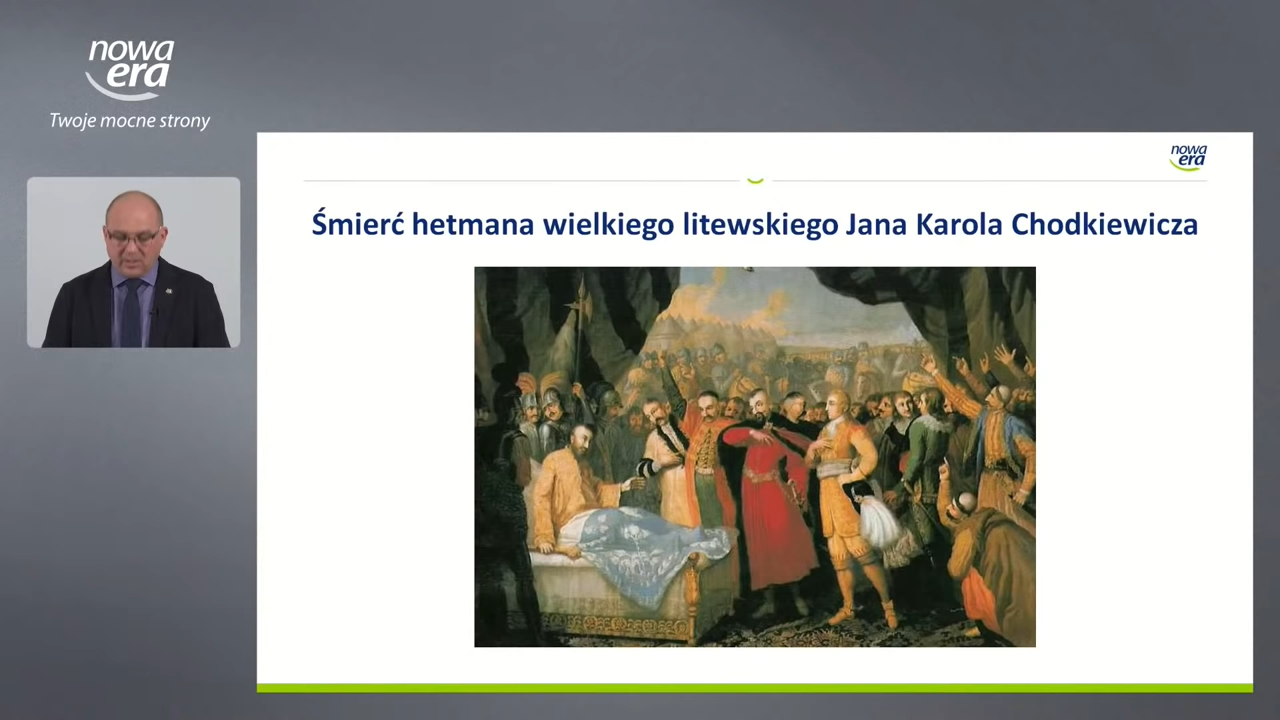 nowa
era
Twoje mocne strony
nowa
era
Śmierć hetmana wielkiego litewskiego Jana Karola Chodkiewicza